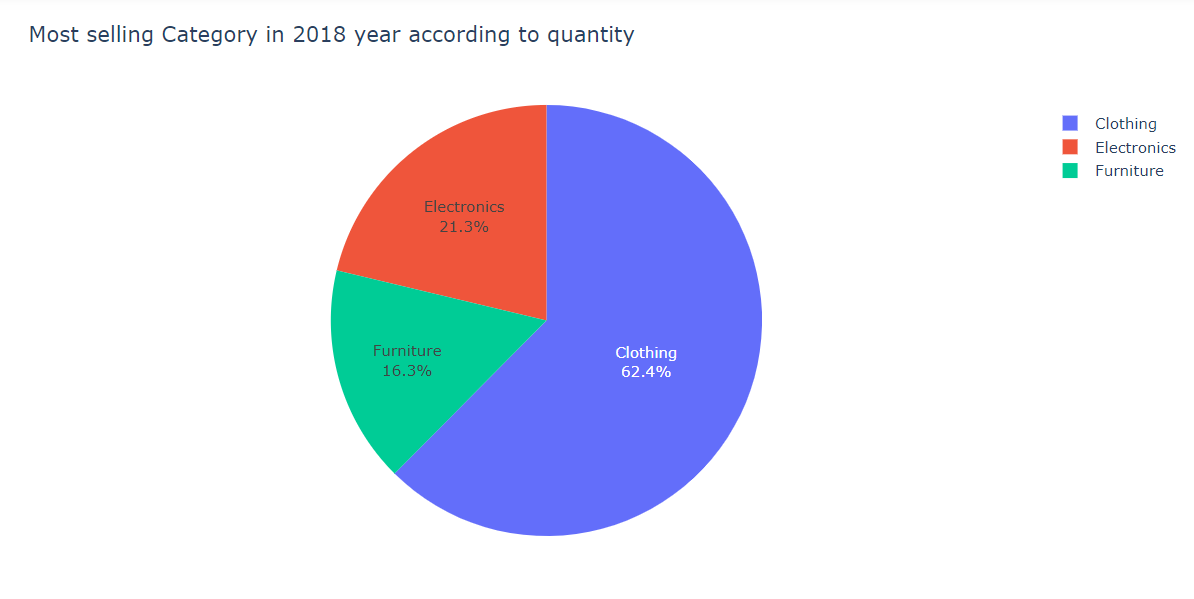 Most selling Category in 2018 year according to quantity
Clothing
Electronics
Furniture
Electronics
21.3%
Furniture
16.3%
Clothing
62.4%